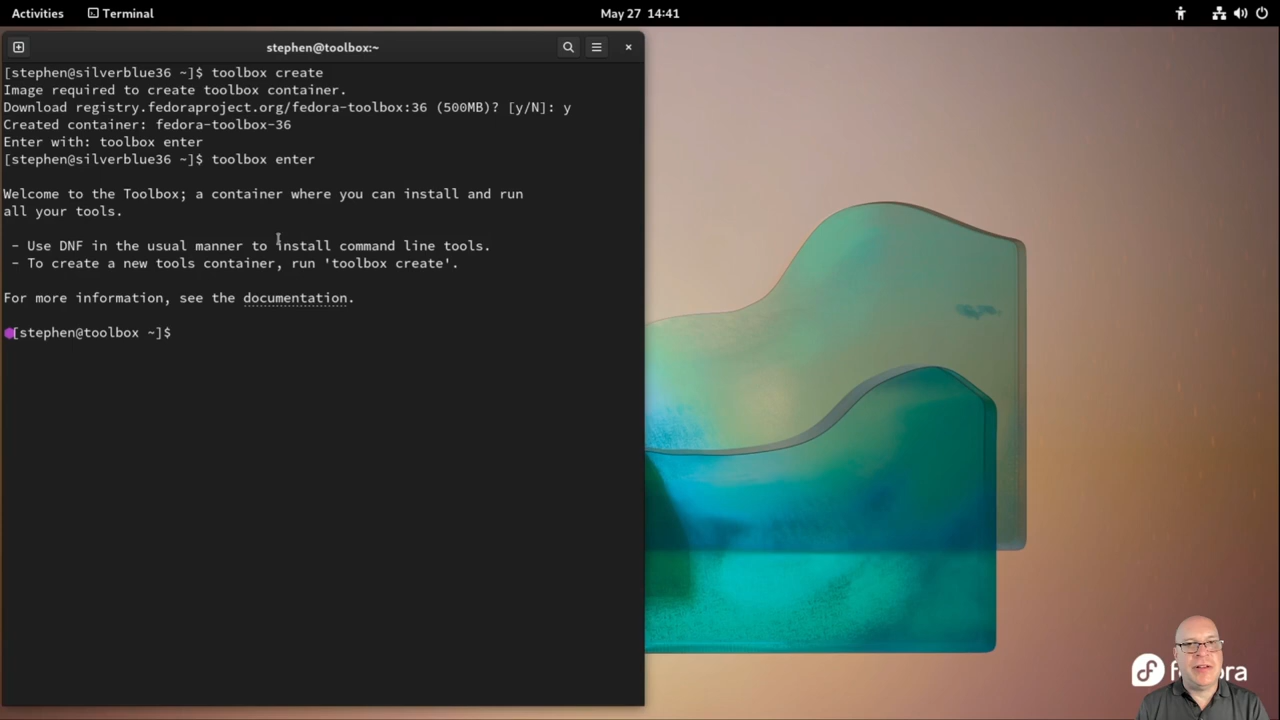 Activities
Terminal
May 27 14:41
stephen@toolbox:~
[stephen@silverblue36 ~]$ toolbox create
Image required to create toolbox container.
Download registry.fedoraproject.org/fedora-toolbox:36 (500MB)? [y/N]: y
Created container: fedora-toolbox-36
Enter with: toolbox enter
[stephen@silverblue36 ~]$ toolbox enter
Welcome to the Toolbox; a container where you can install and run
all your tools.
- Use DNF in the usual manner to install command line tools.
- To create a new tools container, run 'toolbox create'.
For more information, see the documentation.
[stephen@toolbox ~]$